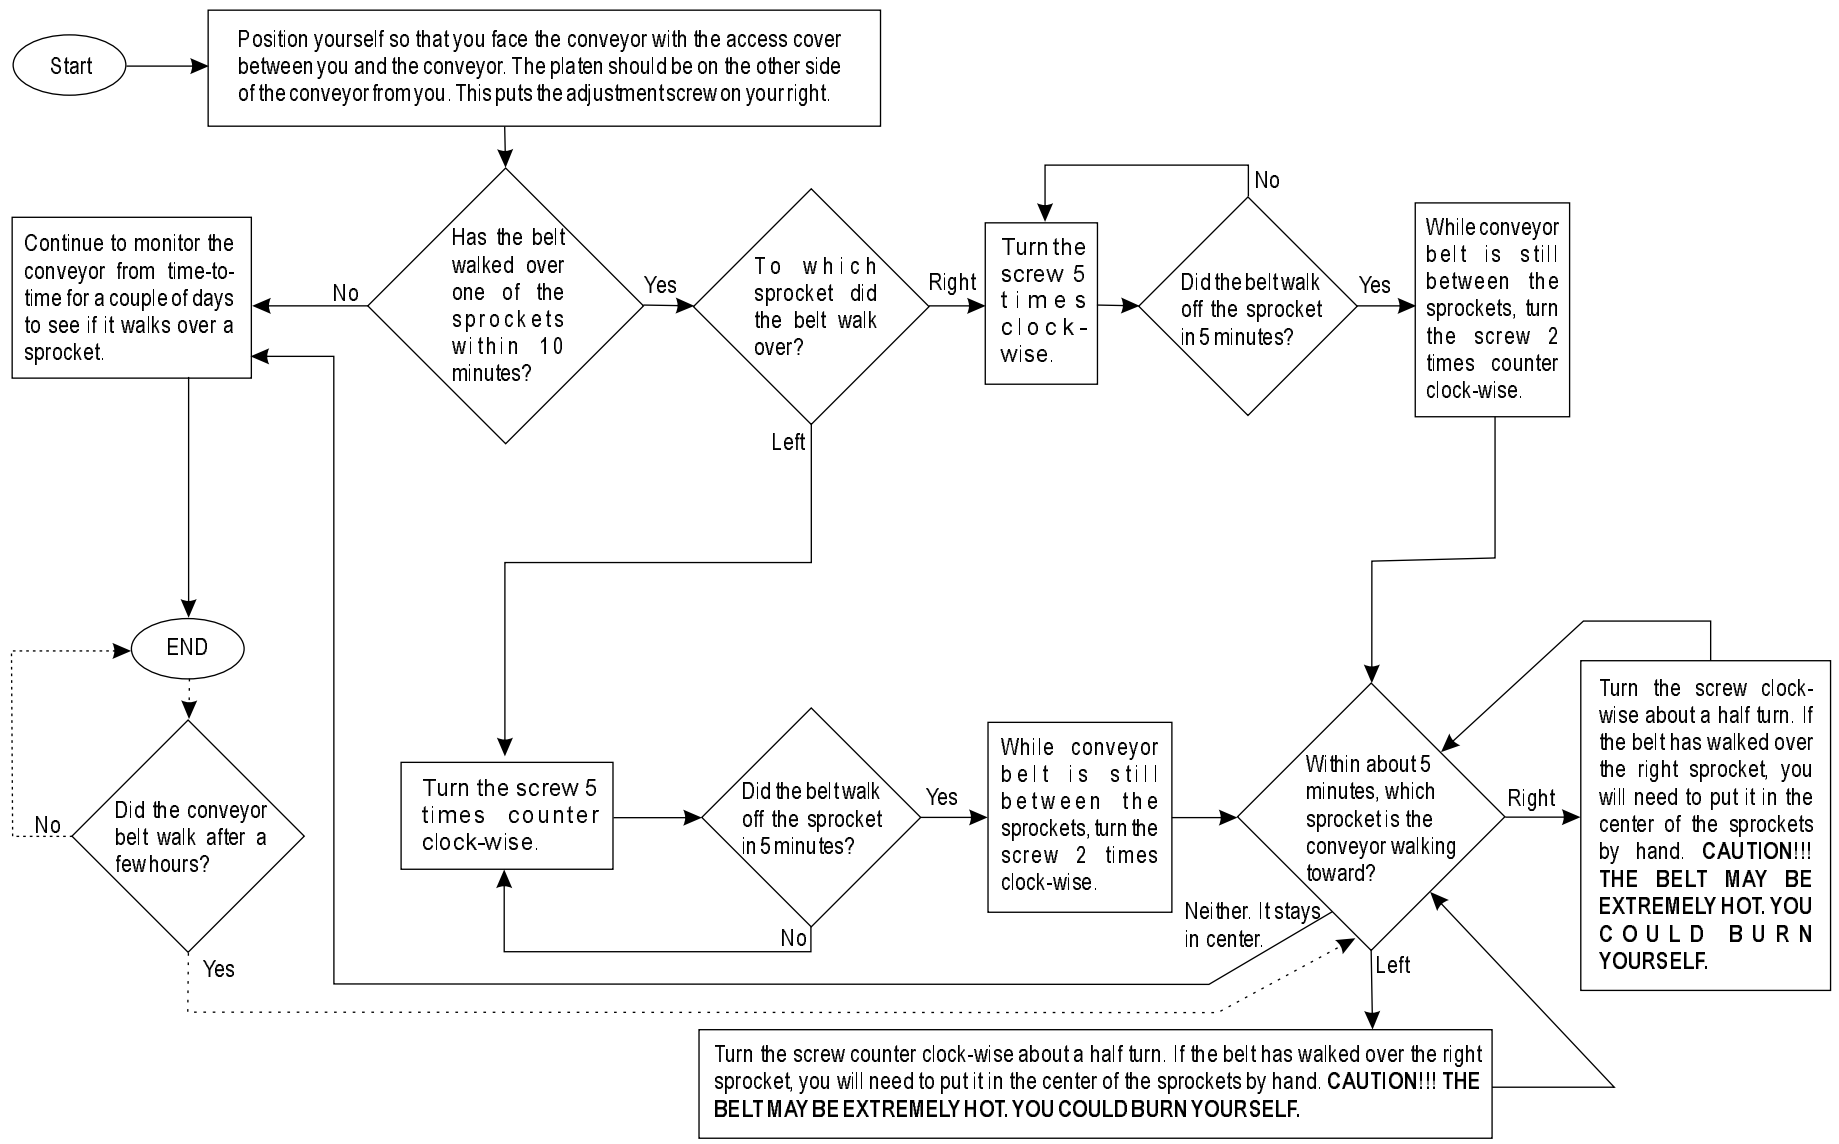 Start
Position yourself so that you face the conveyor with the access cover
between you and the conveyor. The platen should be on the other side
of the conveyor from you. This puts the adjustment screw on your right.
Continue to monitor the
conveyor from time-to-
time for a couple of days
to see if it walks over a
sprocket.
No
Has the belt
walked over
one of the
sprockets
within 10
minutes?
Yes
To which
sprocket did
the belt walk
over?
Right
Left
Turn the
screw 5
times
clock-
wise.
No
Did the belt walk
off the sprocket
in 5 minutes?
Yes
While conveyor
belt is still
between the
sprockets, turn
the screw 2
times counter
clock-wise.
END
No
Did the conveyor
belt walk after a
few hours?
Yes
Turn the screw 5
times counter
clock-wise.
Did the belt walk
off the sprocket
in 5 minutes?
No
Yes
While conveyor
belt is still
between the
sprockets, turn the
screw 2 times
clock-wise.
Within about 5
minutes, which
sprocket is the
conveyor walking
toward?
Neither. It stays
in center.
Left
Right
Turn the screw clock-
wise about a half turn. If
the belt has walked over
the right sprocket, you
will need to put it in the
center of the sprockets
by hand. CAUTION!!!
THE BELT MAY BE
EXTREMELY HOT. YOU
COULD BURN
YOURSELF.
Turn the screw counter clock-wise about a half turn. If the belt has walked over the right
sprocket, you will need to put it in the center of the sprockets by hand. CAUTION!!! THE
BELT MAY BE EXTREMELY HOT. YOU COULD BURN YOURSELF.